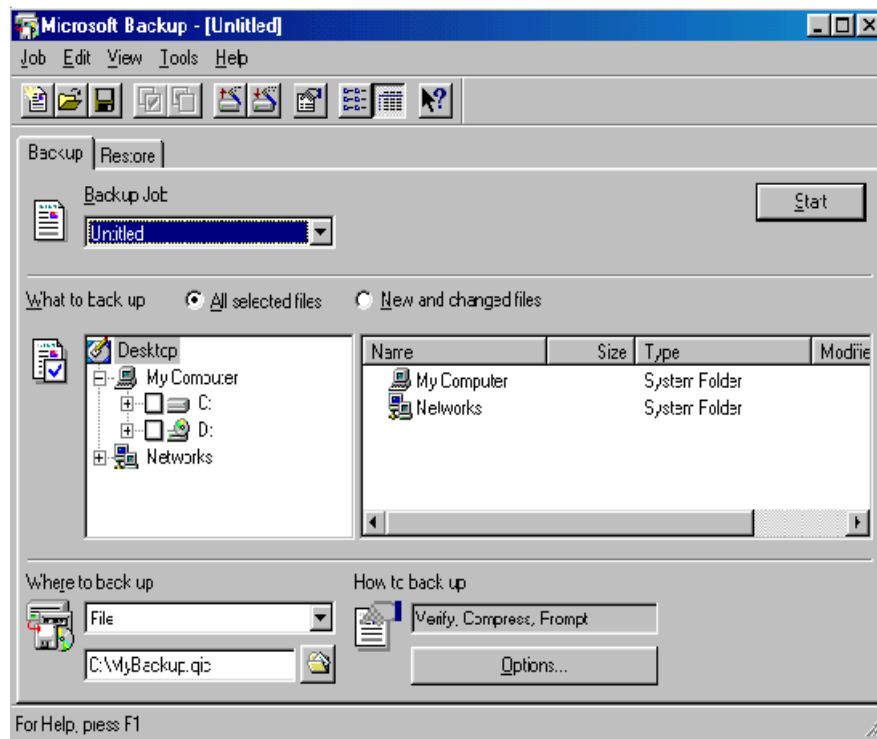 Microsoft Backup - [Untitled]
Job Edit View Tools Help
Backup Restore
Backup Job
Start
Untitled
What to back up All selected files New and changed files
Desktop
My Computer
C:
D:
Networks
Name Size Type Modifie
My Computer System Folder
Networks System Folder
Where to back up How to back up
File Verify, Compress, Prompt
C:\MyBackup.qic Options...
For Help, press F1